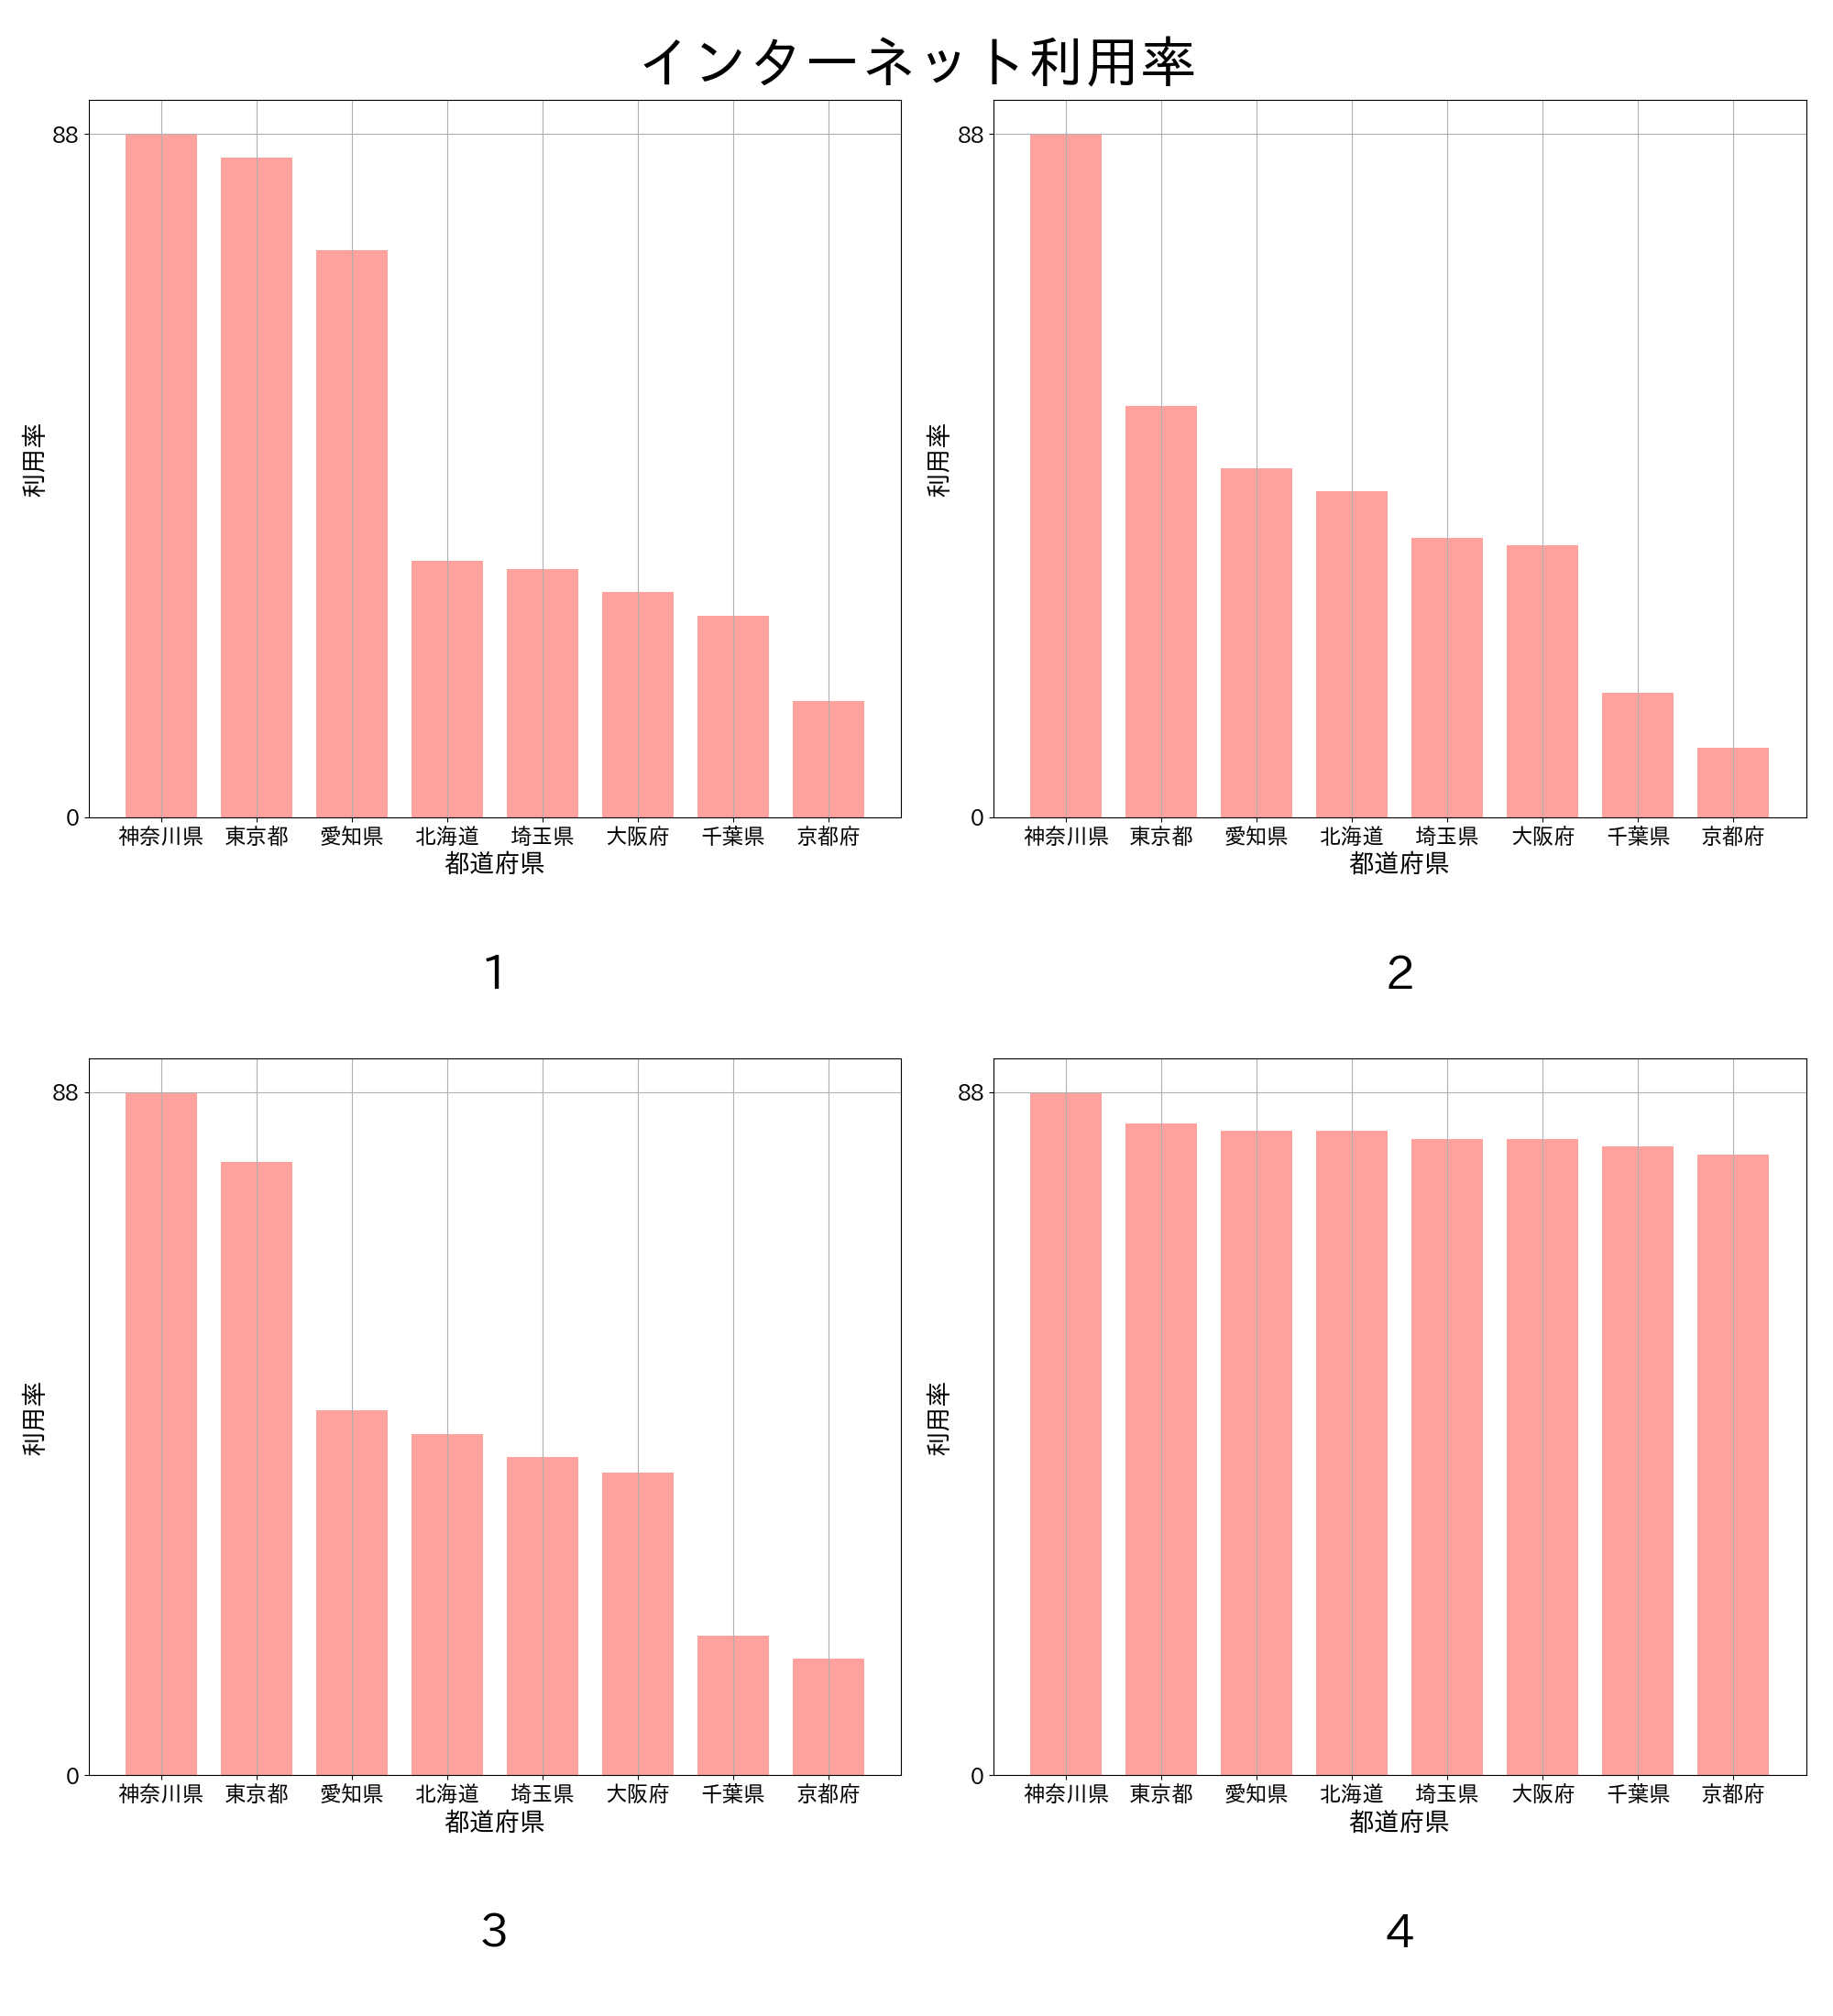 インターネット利用率
88
利用率
0
神奈川県 東京都 愛知県 北海道 埼玉県 大阪府 千葉県 京都府
都道府県
1
88
利用率
0
神奈川県 東京都 愛知県 北海道 埼玉県 大阪府 千葉県 京都府
都道府県
2
88
利用率
0
神奈川県 東京都 愛知県 北海道 埼玉県 大阪府 千葉県 京都府
都道府県
3
88
利用率
0
神奈川県 東京都 愛知県 北海道 埼玉県 大阪府 千葉県 京都府
都道府県
4